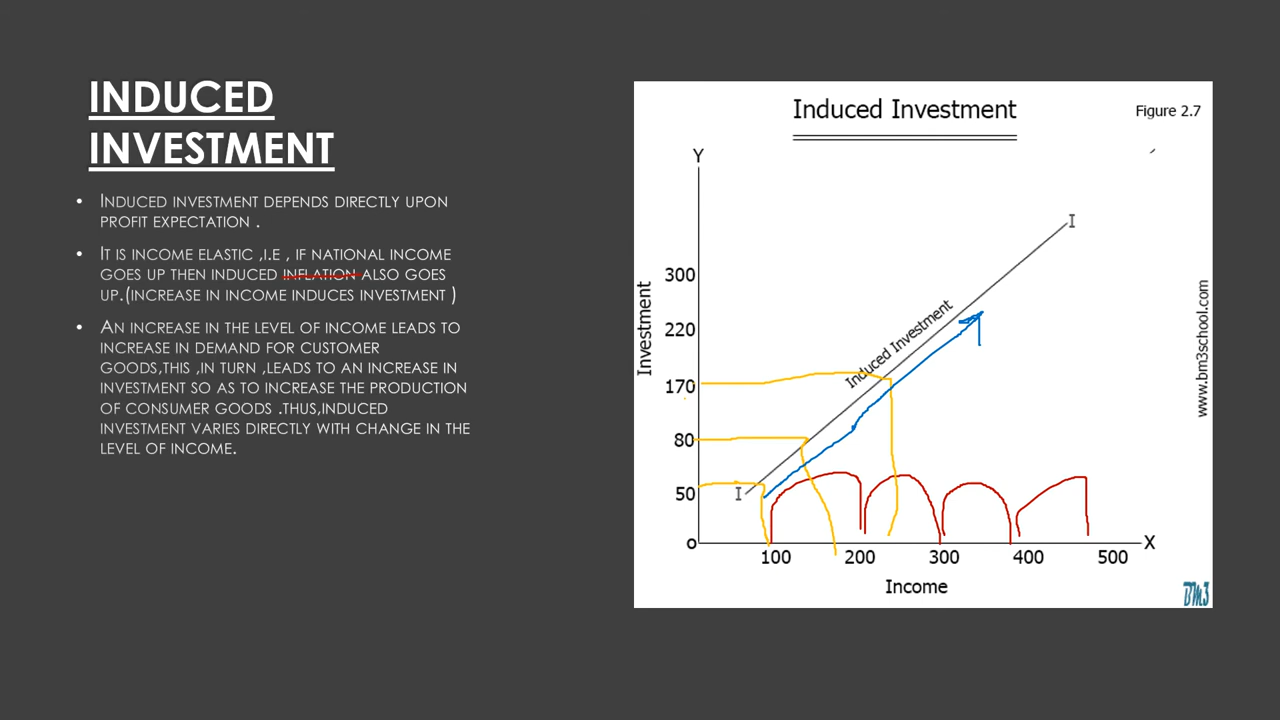 INDUCED
INVESTMENT
• INDUCED INVESTMENT DEPENDS DIRECTLY UPON
PROFIT EXPECTATION .
• IT IS INCOME ELASTIC ,I.E , IF NATIONAL INCOME
GOES UP THEN INDUCED INFLATION ALSO GOES
UP.(INCREASE IN INCOME INDUCES INVESTMENT )
• AN INCREASE IN THE LEVEL OF INCOME LEADS TO
INCREASE IN DEMAND FOR CUSTOMER
GOODS,THIS ,IN TURN ,LEADS TO AN INCREASE IN
INVESTMENT SO AS TO INCREASE THE PRODUCTION
OF CONSUMER GOODS .THUS,INDUCED
INVESTMENT VARIES DIRECTLY WITH CHANGE IN THE
LEVEL OF INCOME.
Induced Investment
Figure 2.7
Y
I
300
220
170
80
50
I
o
X
Investment
Induced Investment
100 200 300 400 500
Income
www.bm3school.com
BM3